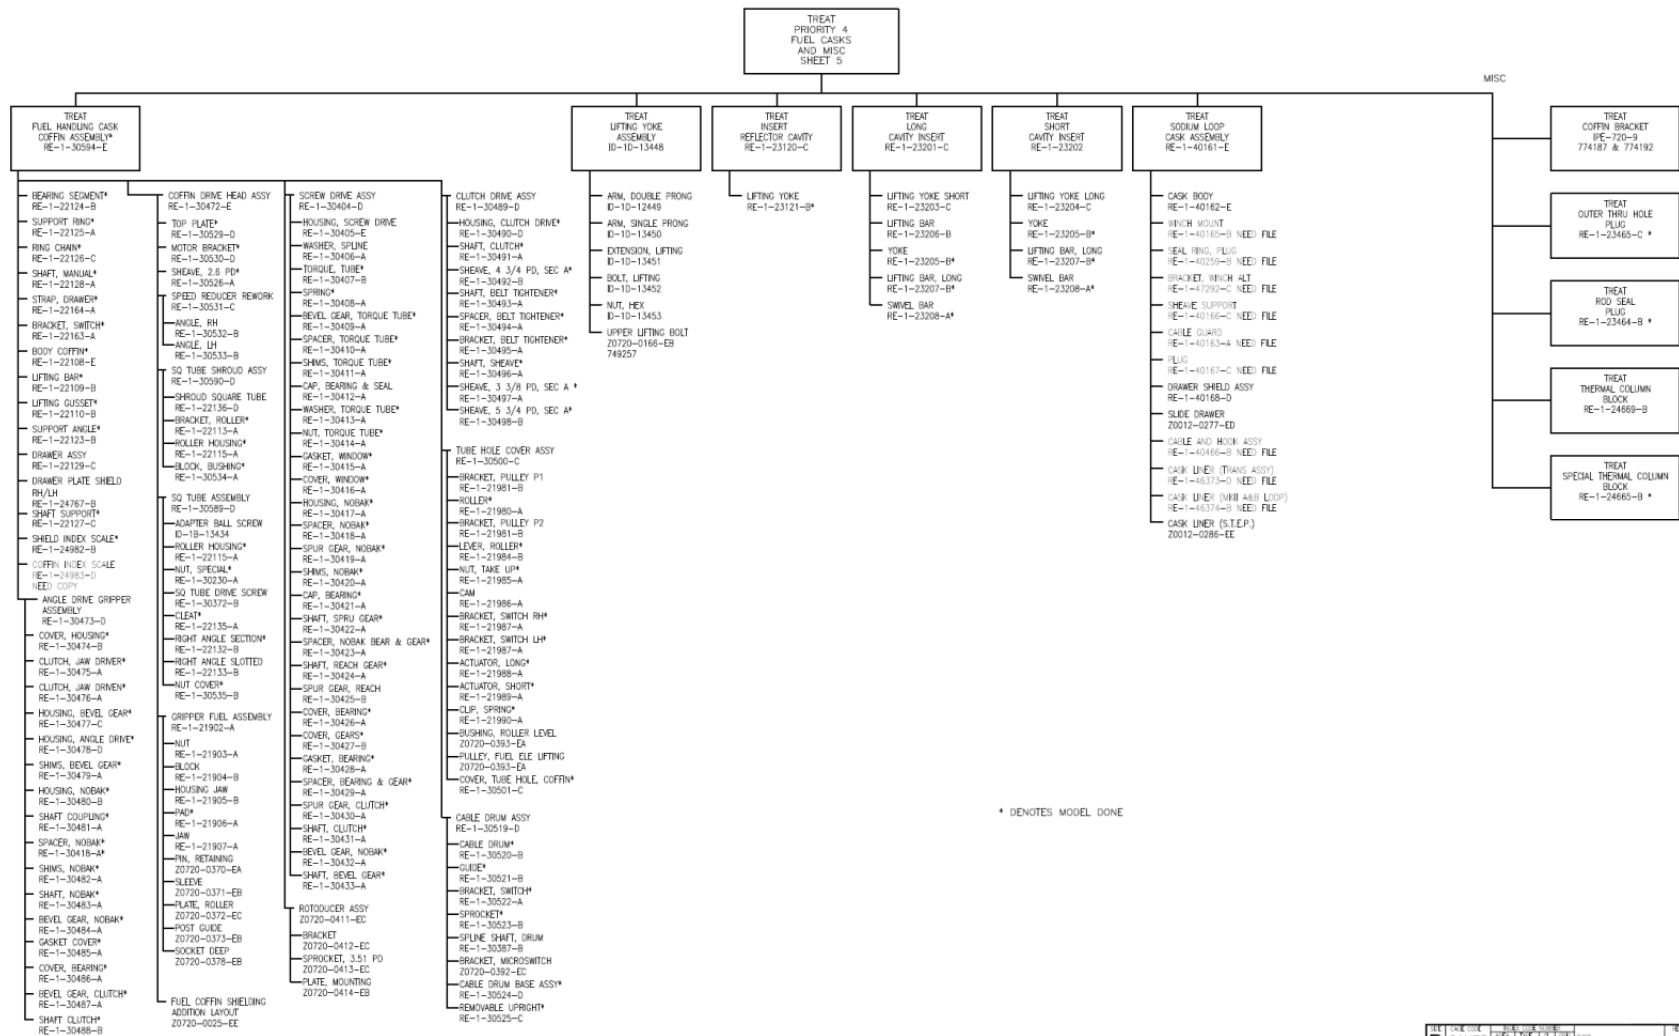 TREAT
PRIORITY 4
FUEL CASKS
AND MISC
SHEET 5
MISC
TREAT
FUEL HANDLING CASK
COFFIN ASSEMBLY*
RE-1-30594-E
TREAT
LIFTING YOKE
ASSEMBLY
ID-1D-13448
TREAT
INSERT
REFLECTOR CAVITY
RE-1-23120-C
TREAT
LONG
CAVITY INSERT
RE-1-23201-C
TREAT
SHORT
CAVITY INSERT
RE-1-23202
TREAT
SODIUM LOOP
CASK ASSEMBLY
RE-1-40161-E
TREAT
COFFIN BRACKET
IPE-720-9
774187 & 774192
TREAT
OUTER THRU HOLE
PLUG
RE-1-23465-C *
TREAT
ROD SEAL
PLUG
RE-1-23464-B *
TREAT
THERMAL COLUMN
BLOCK
RE-1-24669-B
TREAT
SPECIAL THERMAL COLUMN
BLOCK
RE-1-24665-B *
BEARING SEGMENT*
RE-1-22124-B
SUPPORT RING*
RE-1-22125-A
RING CHAIN*
RE-1-22126-C
SHAFT, MANUAL*
RE-1-22128-A
STRAP, DRAWER*
RE-1-22164-A
BRACKET, SWITCH*
RE-1-22163-A
BODY COFFIN*
RE-1-22108-E
LIFTING BAR*
RE-1-22109-B
LIFTING GUSSET*
RE-1-22110-B
SUPPORT ANGLE*
RE-1-22123-B
DRAWER ASSY
RE-1-22129-C
DRAWER PLATE SHIELD
RH/LH
RE-1-24767-B
SHAFT SUPPORT*
RE-1-22127-C
SHIELD INDEX SCALE*
RE-1-24982-B
COFFIN INDEX SCALE
RE-1-24983-D
NEED COPY
ANGLE DRIVE GRIPPER
ASSEMBLY
RE-1-30473-D
COVER, HOUSING*
RE-1-30474-B
CLUTCH, JAW DRIVER*
RE-1-30475-A
CLUTCH, JAW DRIVEN*
RE-1-30476-A
HOUSING, BEVEL GEAR*
RE-1-30477-C
HOUSING, ANGLE DRIVE*
RE-1-30478-D
SHIMS, BEVEL GEAR*
RE-1-30479-A
HOUSING, NOBAK*
RE-1-30480-B
SHAFT COUPLING*
RE-1-30481-A
SPACER, NOBAK*
RE-1-30418-A*
SHIMS, NOBAK*
RE-1-30482-A
SHAFT, NOBAK*
RE-1-30483-A
BEVEL GEAR, NOBAK*
RE-1-30484-A
GASKET COVER*
RE-1-30485-A
COVER, BEARING*
RE-1-30486-A
BEVEL GEAR, CLUTCH*
RE-1-30487-A
SHAFT CLUTCH*
RE-1-30488-B
COFFIN DRIVE HEAD ASSY
RE-1-30472-E
TOP PLATE*
RE-1-30529-D
MOTOR BRACKET*
RE-1-30530-D
SHEAVE, 2.6 PD*
RE-1-30526-A
SPEED REDUCER REWORK
RE-1-30531-C
ANGLE, RH
RE-1-30532-B
ANGLE, LH
RE-1-30533-B
SQ TUBE SHROUD ASSY
RE-1-30590-D
SHROUD SQUARE TUBE
RE-1-22136-D
BRACKET, ROLLER*
RE-1-22113-A
ROLLER HOUSING*
RE-1-22115-A
BLOCK, BUSHING*
RE-1-30534-A
SQ TUBE ASSEMBLY
RE-1-30589-D
ADAPTER BALL SCREW
ID-1B-13434
ROLLER HOUSING*
RE-1-22115-A
NUT, SPECIAL*
RE-1-30230-A
SQ TUBE DRIVE SCREW
RE-1-30372-B
CLEAT*
RE-1-22135-A
RIGHT ANGLE SECTION*
RE-1-22132-B
RIGHT ANGLE SLOTTED
RE-1-22133-B
NUT COVER*
RE-1-30535-B
GRIPPER FUEL ASSEMBLY
RE-1-21902-A
NUT
RE-1-21903-A
BLOCK
RE-1-21904-B
HOUSING JAW
RE-1-21905-B
PAD*
RE-1-21906-A
JAW
RE-1-21907-A
PIN, RETAINING
Z0720-0370-EA
SLEEVE
Z0720-0371-EB
PLATE, ROLLER
Z0720-0372-EC
POST GUIDE
Z0720-0373-EB
SOCKET DEEP
Z0720-0378-EB
FUEL COFFIN SHIELDING
ADDITION LAYOUT
Z0720-0025-EE
SCREW DRIVE ASSY
RE-1-30404-D
HOUSING, SCREW DRIVE
RE-1-30405-E
WASHER, SPLINE
RE-1-30406-A
TORQUE, TUBE*
RE-1-30407-B
SPRING*
RE-1-30408-A
BEVEL GEAR, TORQUE TUBE*
RE-1-30409-A
SPACER, TORQUE TUBE*
RE-1-30410-A
SHIMS, TORQUE TUBE*
RE-1-30411-A
CAP, BEARING & SEAL
RE-1-30412-A
WASHER, TORQUE TUBE*
RE-1-30413-A
NUT, TORQUE TUBE*
RE-1-30414-A
GASKET, WINDOW*
RE-1-30415-A
COVER, WINDOW*
RE-1-30416-A
HOUSING, NOBAK*
RE-1-30417-A
SPACER, NOBAK*
RE-1-30418-A
SPUR GEAR, NOBAK*
RE-1-30419-A
SHIMS, NOBAK*
RE-1-30420-A
CAP, BEARING*
RE-1-30421-A
SHAFT, SPRU GEAR*
RE-1-30422-A
SPACER, NOBAK BEAR & GEAR*
RE-1-30423-A
SHAFT, REACH GEAR*
RE-1-30424-A
SPUR GEAR, REACH
RE-1-30425-B
COVER, BEARING*
RE-1-30426-A
COVER, GEARS*
RE-1-30427-B
GASKET, BEARING*
RE-1-30428-A
SPACER, BEARING & GEAR*
RE-1-30429-A
SPUR GEAR, CLUTCH*
RE-1-30430-A
SHAFT, CLUTCH*
RE-1-30431-A
BEVEL GEAR, NOBAK*
RE-1-30432-A
SHAFT, BEVEL GEAR*
RE-1-30433-A
ROTODUCER ASSY
Z0720-0411-EC
BRACKET
Z0720-0412-EC
SPROCKET, 3.51 PD
Z0720-0413-EC
PLATE, MOUNTING
Z0720-0414-EB
CLUTCH DRIVE ASSY
RE-1-30489-D
HOUSING, CLUTCH DRIVE*
RE-1-30490-D
SHAFT, CLUTCH*
RE-1-30491-A
SHEAVE, 4 3/4 PD, SEC A*
RE-1-30492-B
SHAFT, BELT TIGHTENER*
RE-1-30493-A
SPACER, BELT TIGHTENER*
RE-1-30494-A
BRACKET, BELT TIGHTENER*
RE-1-30495-A
SHAFT, SHEAVE*
RE-1-30496-A
SHEAVE, 3 3/8 PD, SEC A *
RE-1-30497-A
SHEAVE, 5 3/4 PD, SEC A*
RE-1-30498-B
TUBE HOLE COVER ASSY
RE-1-30500-C
BRACKET, PULLEY P1
RE-1-21981-B
ROLLER*
RE-1-21980-A
BRACKET, PULLEY P2
RE-1-21981-B
LEVER, ROLLER*
RE-1-21984-B
NUT, TAKE UP*
RE-1-21985-A
CAM
RE-1-21986-A
BRACKET, SWITCH RH*
RE-1-21987-A
BRACKET, SWITCH LH*
RE-1-21987-A
ACTUATOR, LONG*
RE-1-21988-A
ACTUATOR, SHORT*
RE-1-21989-A
CLIP, SPRING*
RE-1-21990-A
BUSHING, ROLLER LEVEL
Z0720-0393-EA
PULLEY, FUEL ELE LIFTING
Z0720-0393-EA
COVER, TUBE HOLE, COFFIN*
RE-1-30501-C
CABLE DRUM ASSY
RE-1-30519-D
CABLE DRUM*
RE-1-30520-B
GUIDE*
RE-1-30521-B
BRACKET, SWITCH*
RE-1-30522-A
SPROCKET*
RE-1-30523-B
SPLINE SHAFT, DRUM
RE-1-30387-B
BRACKET, MICROSWITCH
Z0720-0392-EC
CABLE DRUM BASE ASSY*
RE-1-30524-D
REMOVABLE UPRIGHT*
RE-1-30525-C
ARM, DOUBLE PRONG
ID-1D-12449
ARM, SINGLE PRONG
ID-1D-13450
EXTENSION, LIFTING
ID-1D-13451
BOLT, LIFTING
ID-1D-13452
NUT, HEX
ID-1D-13453
UPPER LIFTING BOLT
Z0720-0166-EB
749257
LIFTING YOKE
RE-1-23121-B*
LIFTING YOKE SHORT
RE-1-23203-C
LIFTING BAR
RE-1-23206-B
YOKE
RE-1-23205-B*
LIFTING BAR, LONG
RE-1-23207-B*
SWIVEL BAR
RE-1-23208-A*
LIFTING YOKE LONG
RE-1-23204-C
YOKE
RE-1-23205-B*
LIFTING BAR, LONG
RE-1-23207-B*
SWIVEL BAR
RE-1-23208-A*
CASK BODY
RE-1-40162-E
WINCH MOUNT
RE-1-40165-B NEED FILE
SEAL RING, PLUG
RE-1-40259-B NEED FILE
BRACKET, WINCH ALT
RE-1-47292-C NEED FILE
SHEAVE SUPPORT
RE-1-40166-C NEED FILE
CABLE GUARD
RE-1-40163-A NEED FILE
PLUG
RE-1-40167-C NEED FILE
DRAWER SHIELD ASSY
RE-1-40168-D
SLIDE DRAWER
Z0012-0277-ED
CABLE AND HOOK ASSY
RE-1-40466-B NEED FILE
CASK LINER (TRANS ASSY)
RE-1-46373-D NEED FILE
CASK LINER (MKIII A&B LOOP)
RE-1-46374-B NEED FILE
CASK LINER (S.T.E.P.)
Z0012-0286-EE
* DENOTES MODEL DONE
CAGE CODE